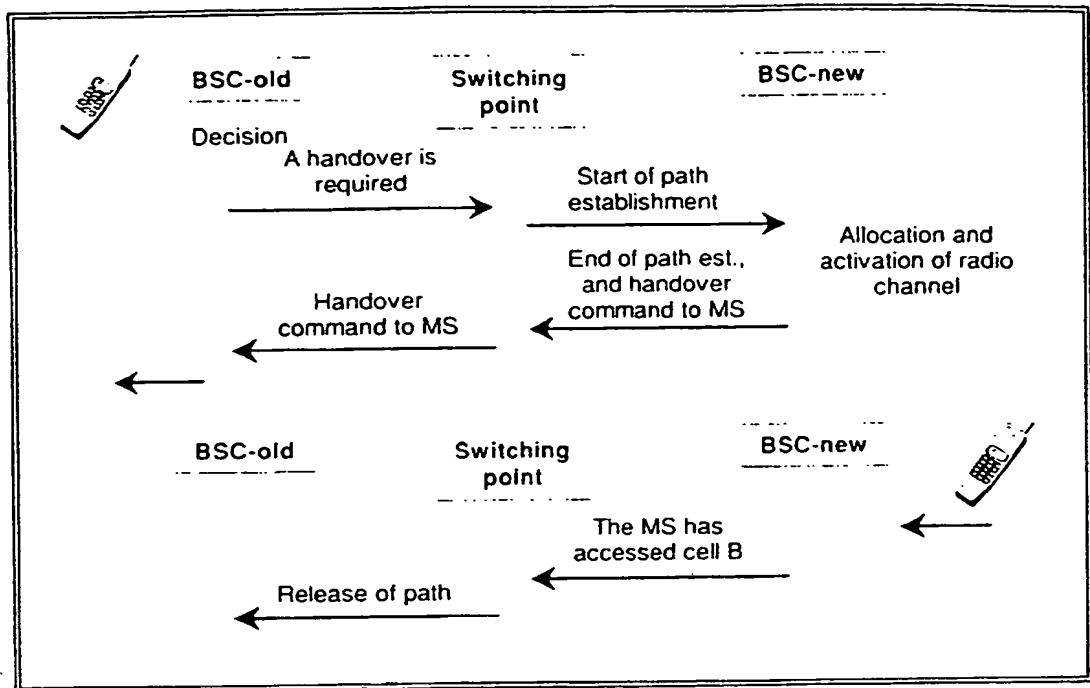 BSC-old
Switching
point
BSC-new
Decision
A handover is
required
Start of path
establishment
Allocation and
activation of radio
channel
End of path est.,
and handover
command to MS
Handover
command to MS
BSC-old
Switching
point
BSC-new
The MS has
accessed cell B
Release of path